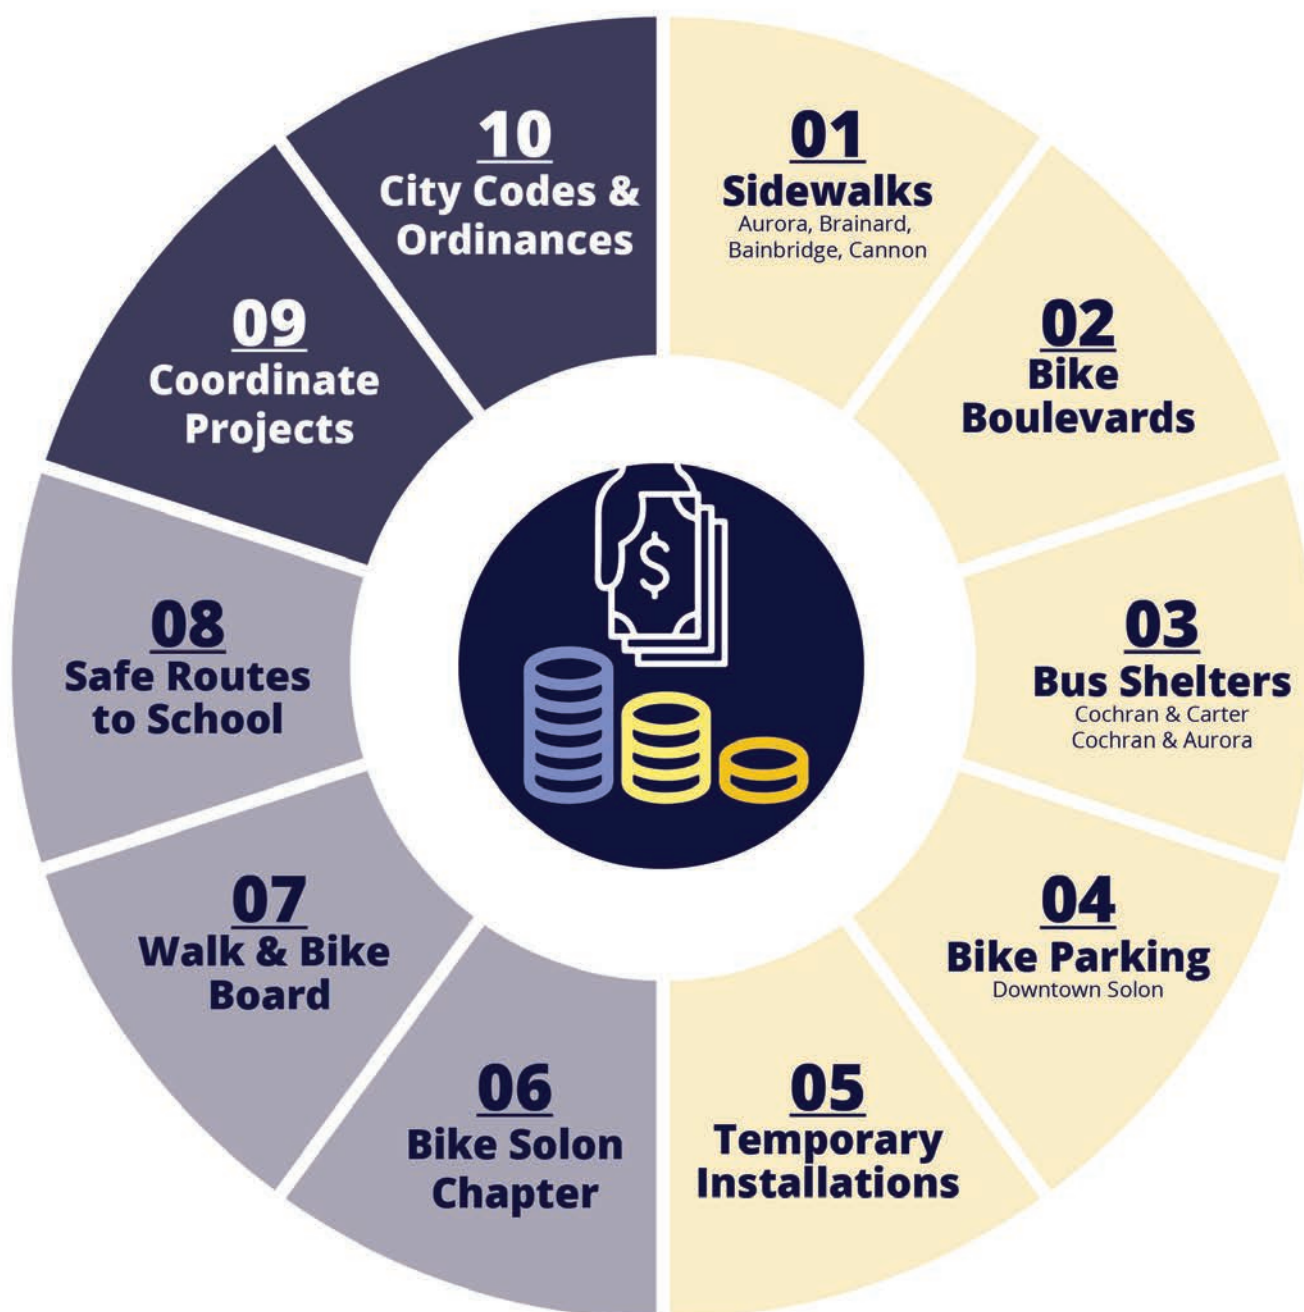 01
Sidewalks
Aurora, Brainard,
Bainbridge, Cannon
02
Bike
Boulevards
03
Bus Shelters
Cochran & Carter
Cochran & Aurora
04
Bike Parking
Downtown Solon
05
Temporary
Installations
06
Bike Solon
Chapter
07
Walk & Bike
Board
08
Safe Routes
to School
09
Coordinate
Projects
10
City Codes &
Ordinances
$